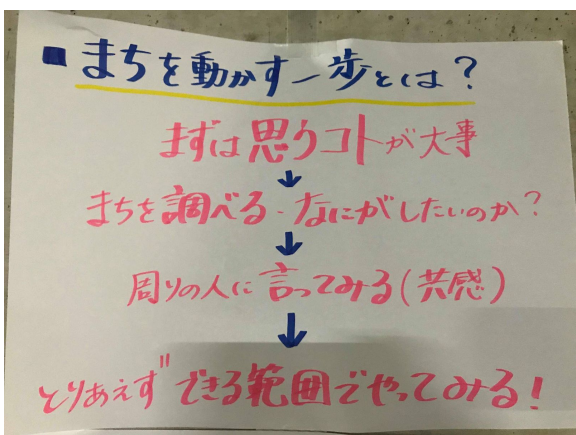 ■まちを動かす一歩とは?
まずは思うコトが大事
↓
まちを調べる・なにがしたいのか?
↓
周りの人に言ってみる(共感)
↓
とりあえず"できる範囲でやってみる!